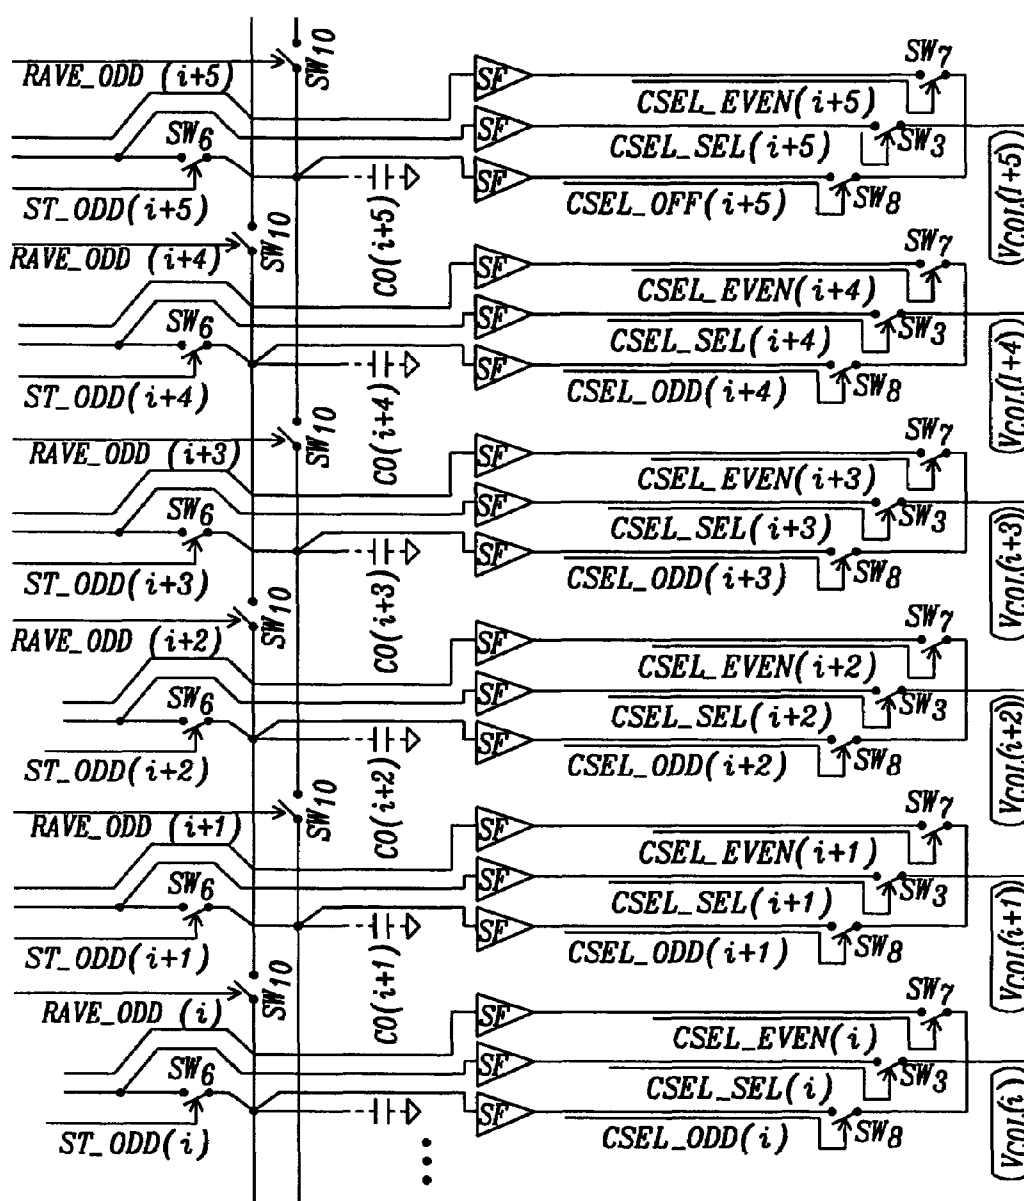 SW10
RAVE_ODD (i+5)
SF
SW7
CSEL_EVEN(i+5)
SW6
SF
CSEL_SEL(i+5)
SW3
ST_ODD(i+5)
SF
CSEL_OFF(i+5)
SW8
CO(i+5)
VCOL(I+5)
SW10
RAVE_ODD (i+4)
SF
SW7
CSEL_EVEN(i+4)
SW6
SF
CSEL_SEL(i+4)
SW3
ST_ODD(i+4)
SF
CSEL_ODD(i+4)
SW8
CO(i+4)
VCOL(I+4)
SW10
RAVE_ODD (i+3)
SF
SW7
CSEL_EVEN(i+3)
SW6
SF
CSEL_SEL(i+3)
SW3
ST_ODD(i+3)
SF
CSEL_ODD(i+3)
SW8
CO(i+3)
VCOL(i+3)
SW10
RAVE_ODD (i+2)
SF
SW7
CSEL_EVEN(i+2)
SW6
SF
CSEL_SEL(i+2)
SW3
ST_ODD(i+2)
SF
CSEL_ODD(i+2)
SW8
CO(i+2)
VCOL(i+2)
SW10
RAVE_ODD (i+1)
SF
SW7
CSEL_EVEN(i+1)
SW6
SF
CSEL_SEL(i+1)
SW3
ST_ODD(i+1)
SF
CSEL_ODD(i+1)
SW8
CO(i+1)
VCOL(i+1)
SW10
RAVE_ODD (i)
SF
SW7
CSEL_EVEN(i)
SW6
SF
CSEL_SEL(i)
SW3
ST_ODD(i)
SF
CSEL_ODD(i)
SW8
VCOL(i)